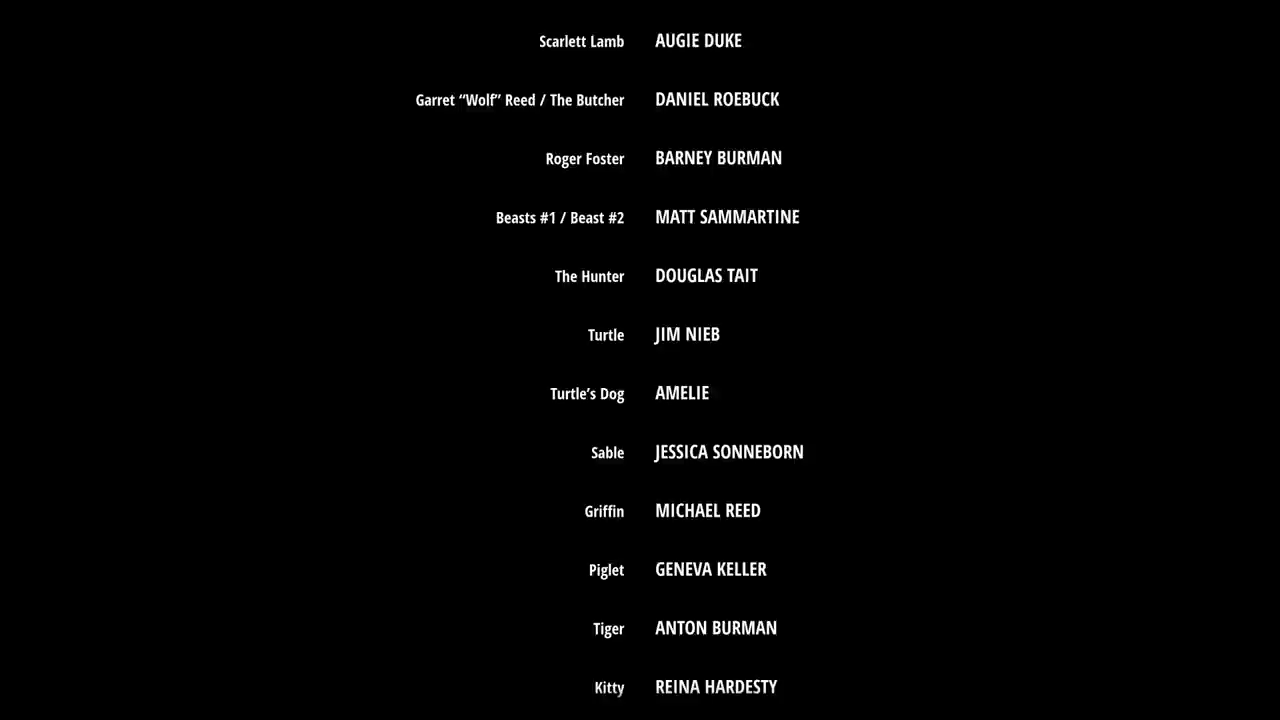 Scarlett Lamb AUGIE DUKE
Garret “Wolf” Reed / The Butcher DANIEL ROEBUCK
Roger Foster BARNEY BURMAN
Beasts #1 / Beast #2 MATT SAMMARTINE
The Hunter DOUGLAS TAIT
Turtle JIM NIEB
Turtle’s Dog AMELIE
Sable JESSICA SONNEBORN
Griffin MICHAEL REED
Piglet GENEVA KELLER
Tiger ANTON BURMAN
Kitty REINA HARDESTY